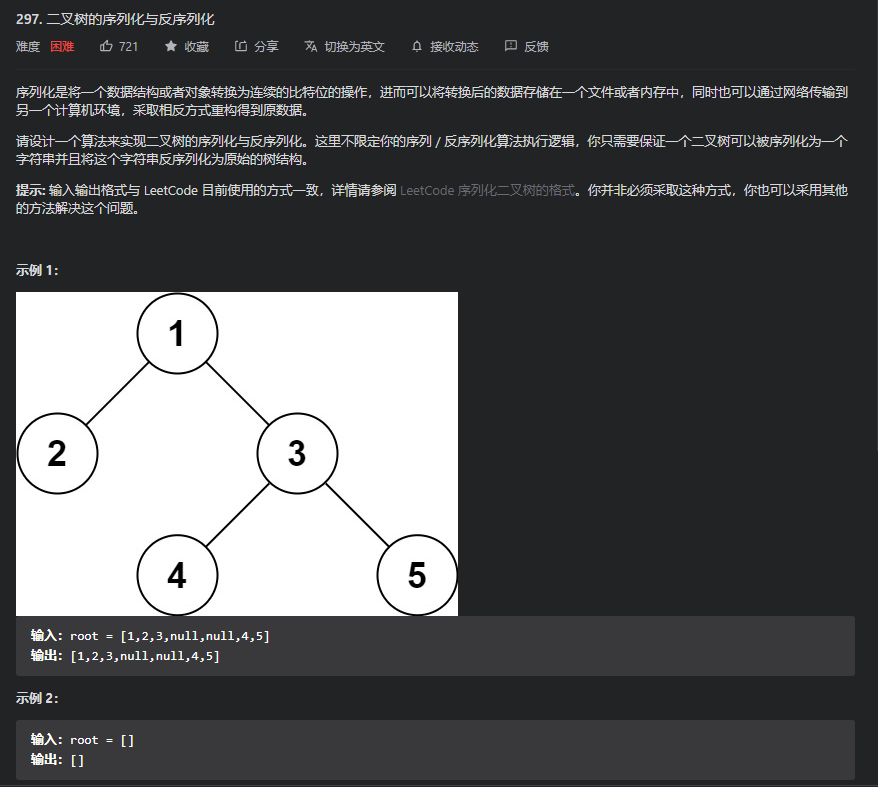 297. 二叉树的序列化与反序列化
难度 困难 721 收藏 分享 切换为英文 接收动态 反馈
序列化是将一个数据结构或者对象转换为连续的比特位的操作，进而可以将转换后的数据存储在一个文件或者内存中，同时也可以通过网络传输到
另一个计算机环境，采取相反方式重构得到原数据。
请设计一个算法来实现二叉树的序列化与反序列化。这里不限定你的序列 / 反序列化算法执行逻辑，你只需要保证一个二叉树可以被序列化为一个
字符串并且将这个字符串反序列化为原始的树结构。
提示: 输入输出格式与 LeetCode 目前使用的方式一致，详情请参阅 LeetCode 序列化二叉树的格式。你并非必须采取这种方式，你也可以采用其他
的方法解决这个问题。
示例 1：
1
2 3
4 5
输入：root = [1,2,3,null,null,4,5]
输出：[1,2,3,null,null,4,5]
示例 2：
输入：root = []
输出：[]